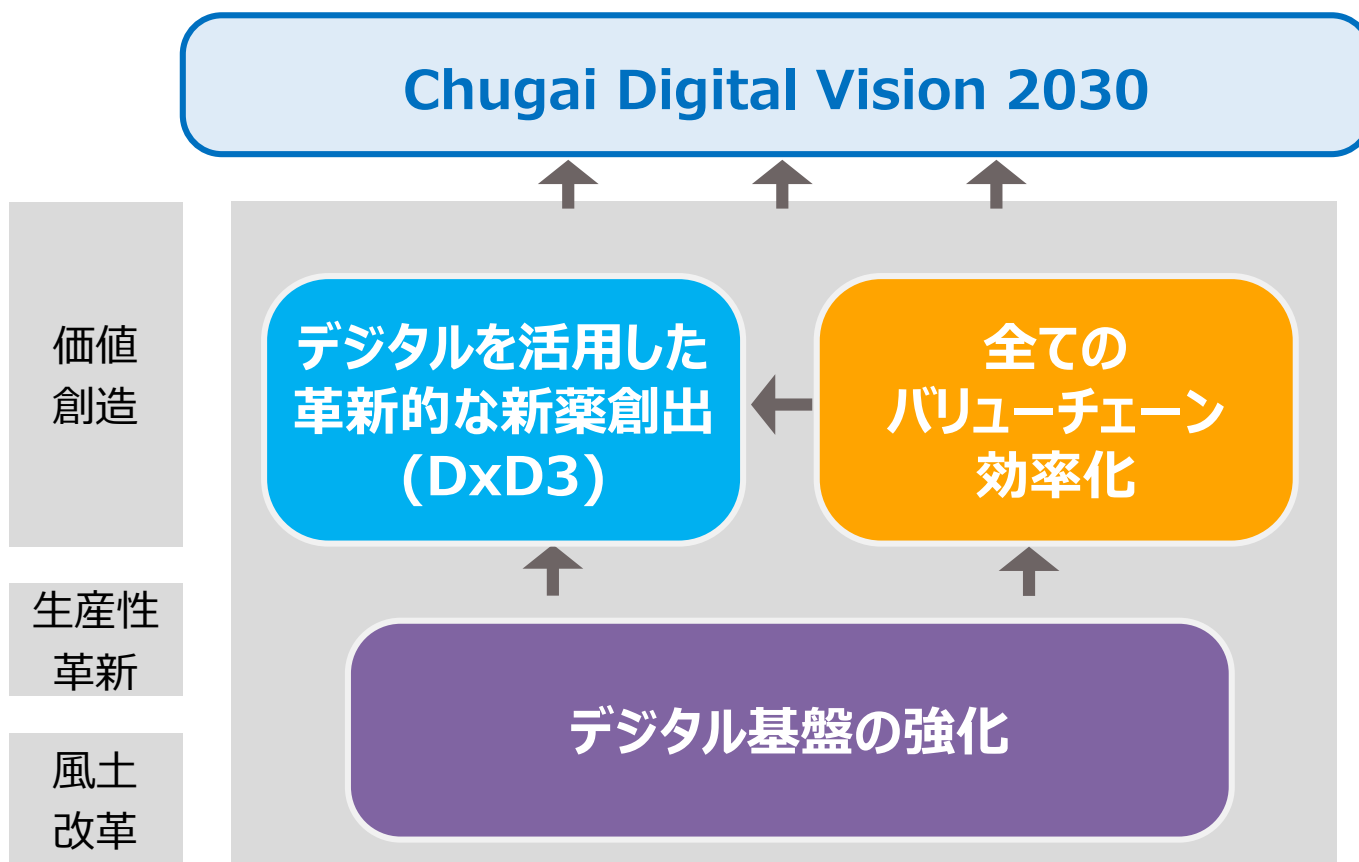 Chugai Digital Vision 2030
価値
創造
デジタルを活用した
革新的な新薬創出
(DxD3)
全ての
バリューチェーン
効率化
生産性
革新
デジタル基盤の強化
風土
改革